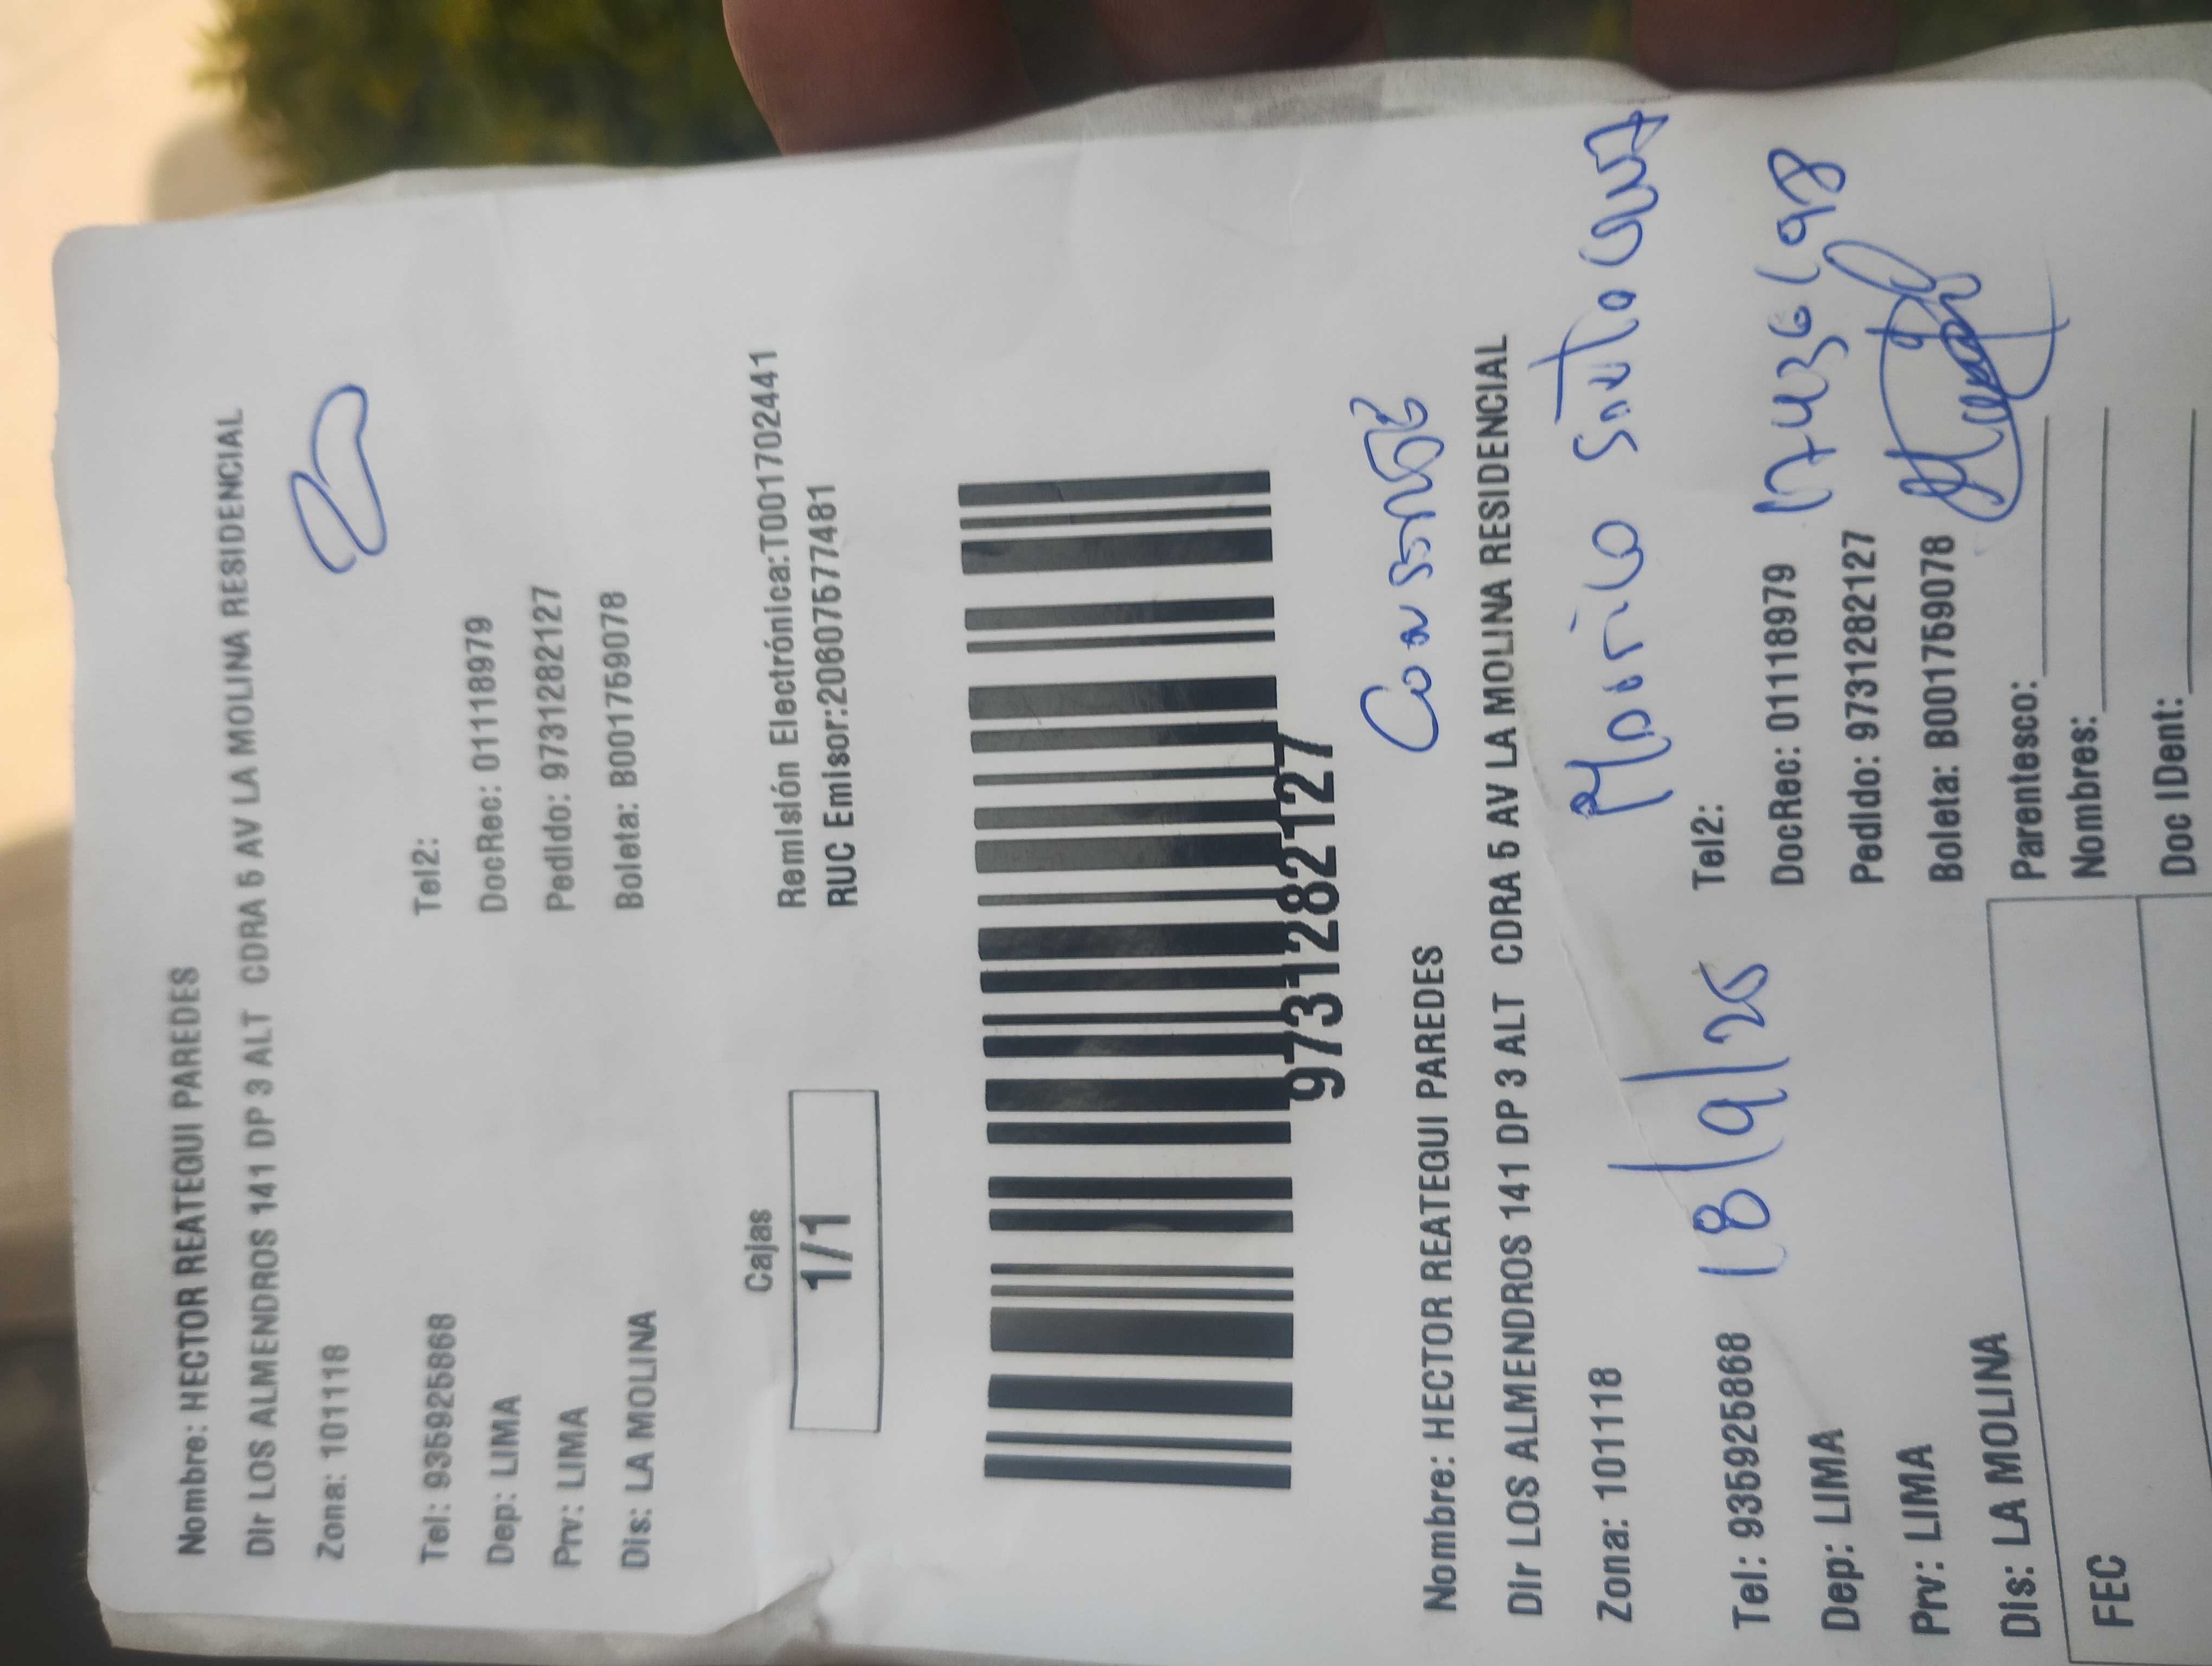 Nombre: HECTOR REATEGUI PAREDES
Dir LOS ALMENDROS 141 DP 3 ALT CDRA 5 AV LA MOLINA RESIDENCIAL
Zona: 101118
2
Tel: 935925868 Tel2:
Dep: LIMA DocRec: 01118979
Prv: LIMA Pedido: 9731282127
Dis: LA MOLINA Boleta: B001759078
Cajas
1/1
Remisión Electrónica:T001702441
RUC Emisor:20607577481
9731282127
Nombre: HECTOR REATEGUI PAREDES
Dir LOS ALMENDROS 141 DP 3 ALT CDRA 5 AV LA MOLINA RESIDENCIAL
Zona: 101118
Tel: 935925868 18/9/25 Tel2:
Dep: LIMA DocRec: 01118979
Prv: LIMA Pedido: 9731282127
Dis: LA MOLINA Boleta: B001759078
Parentesco:
FEC Nombres:
Doc IDent: